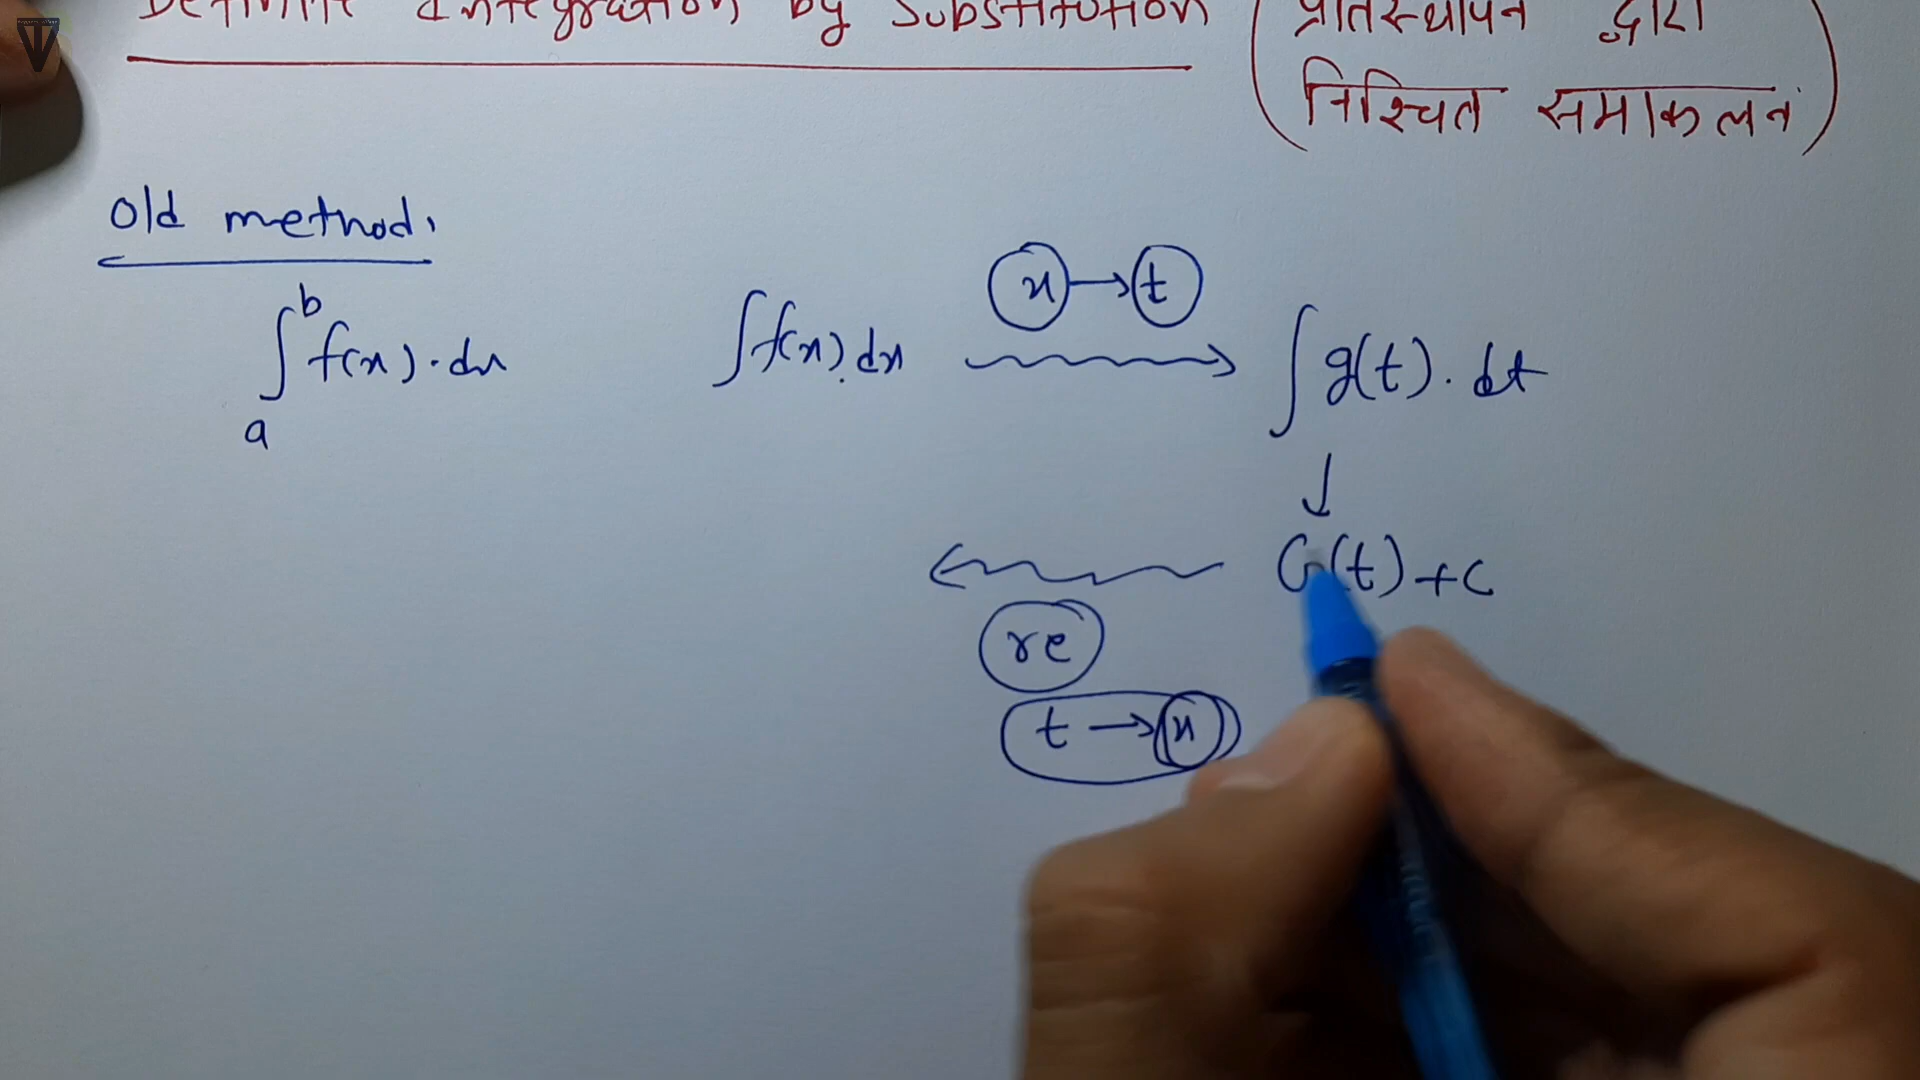 Definite Integration by Substitution (प्रतिस्थापन द्वारा
निश्चित समाकलन)
Old method.
∫ₐᵇ f(x).dx ∫f(x).dx x→t ∫g(t).dt
↓
← G(t)+c
re
t→x